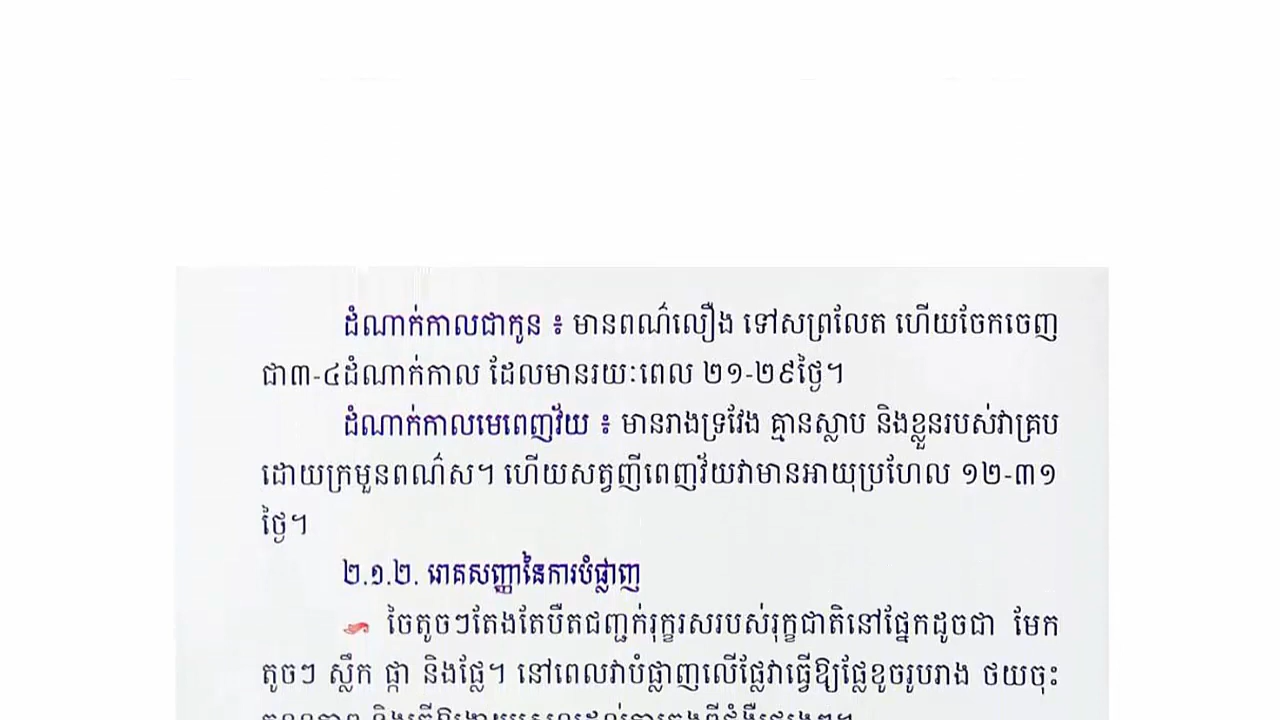 ដំណាក់កាលជាកូន ៖ មានពណ៌លឿង ទៅសព្រលែត ហើយចែកចេញ
ជា៣-៤ដំណាក់កាល ដែលមានរយៈពេល ២១-២៩ថ្ងៃ។
ដំណាក់កាលមេពេញវ័យ ៖ មានរាងទ្រវែង គ្មានស្លាប និងខ្លួនរបស់វាគ្រប
ដោយក្រមួនពណ៌ស។ ហើយសត្វញីពេញវ័យវាមានអាយុប្រហែល ១២-៣១
ថ្ងៃ។
២.១.២. រោគសញ្ញានៃការបំផ្លាញ
ចៃតូចៗតែងតែបឺតជញ្ជក់រុក្ខរសរបស់រុក្ខជាតិនៅផ្នែកដូចជា មែក
តូចៗ ស្លឹក ផ្កា និងផ្លែ។ នៅពេលវាបំផ្លាញលើផ្លែវាធ្វើឱ្យផ្លែខូចរូបរាង ថយចុះ